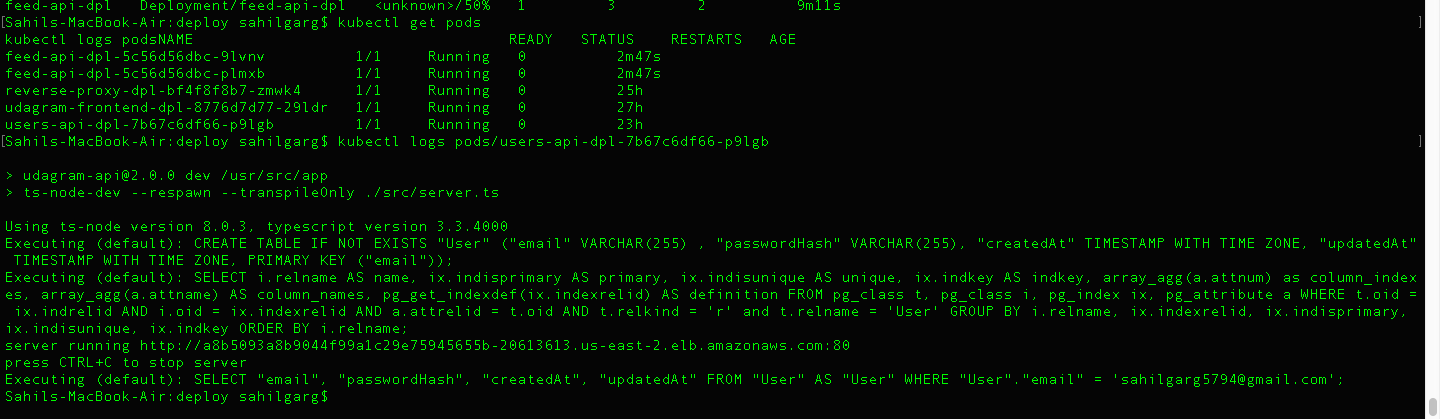 feed-api-dpl   Deployment/feed-api-dpl   <unknown>/50%   1         3         2          9m11s
[Sahils-MacBook-Air:deploy sahilgarg$ kubectl get pods                                        ]
kubectl logs podsNAME                                   READY   STATUS    RESTARTS   AGE
feed-api-dpl-5c56d56dbc-9lvnv          1/1     Running   0          2m47s
feed-api-dpl-5c56d56dbc-plmxb          1/1     Running   0          2m47s
reverse-proxy-dpl-bf4f8f8b7-zmwk4      1/1     Running   0          25h
udagram-frontend-dpl-8776d7d77-29ldr   1/1     Running   0          27h
users-api-dpl-7b67c6df66-p9lgb         1/1     Running   0          23h
[Sahils-MacBook-Air:deploy sahilgarg$ kubectl logs pods/users-api-dpl-7b67c6df66-p9lgb         ]
> udagram-api@2.0.0 dev /usr/src/app
> ts-node-dev --respawn --transpileOnly ./src/server.ts
Using ts-node version 8.0.3, typescript version 3.3.4000
Executing (default): CREATE TABLE IF NOT EXISTS "User" ("email" VARCHAR(255) , "passwordHash" VARCHAR(255), "createdAt" TIMESTAMP WITH TIME ZONE, "updatedAt"
TIMESTAMP WITH TIME ZONE, PRIMARY KEY ("email"));
Executing (default): SELECT i.relname AS name, ix.indisprimary AS primary, ix.indisunique AS unique, ix.indkey AS indkey, array_agg(a.attnum) as column_index
es, array_agg(a.attname) AS column_names, pg_get_indexdef(ix.indexrelid) AS definition FROM pg_class t, pg_class i, pg_index ix, pg_attribute a WHERE t.oid =
ix.indrelid AND i.oid = ix.indexrelid AND a.attrelid = t.oid AND t.relkind = 'r' and t.relname = 'User' GROUP BY i.relname, ix.indexrelid, ix.indisprimary,
ix.indisunique, ix.indkey ORDER BY i.relname;
server running http://a8b5093a8b9044f99a1c29e75945655b-20613613.us-east-2.elb.amazonaws.com:80
press CTRL+C to stop server
Executing (default): SELECT "email", "passwordHash", "createdAt", "updatedAt" FROM "User" AS "User" WHERE "User"."email" = 'sahilgarg5794@gmail.com';
Sahils-MacBook-Air:deploy sahilgarg$